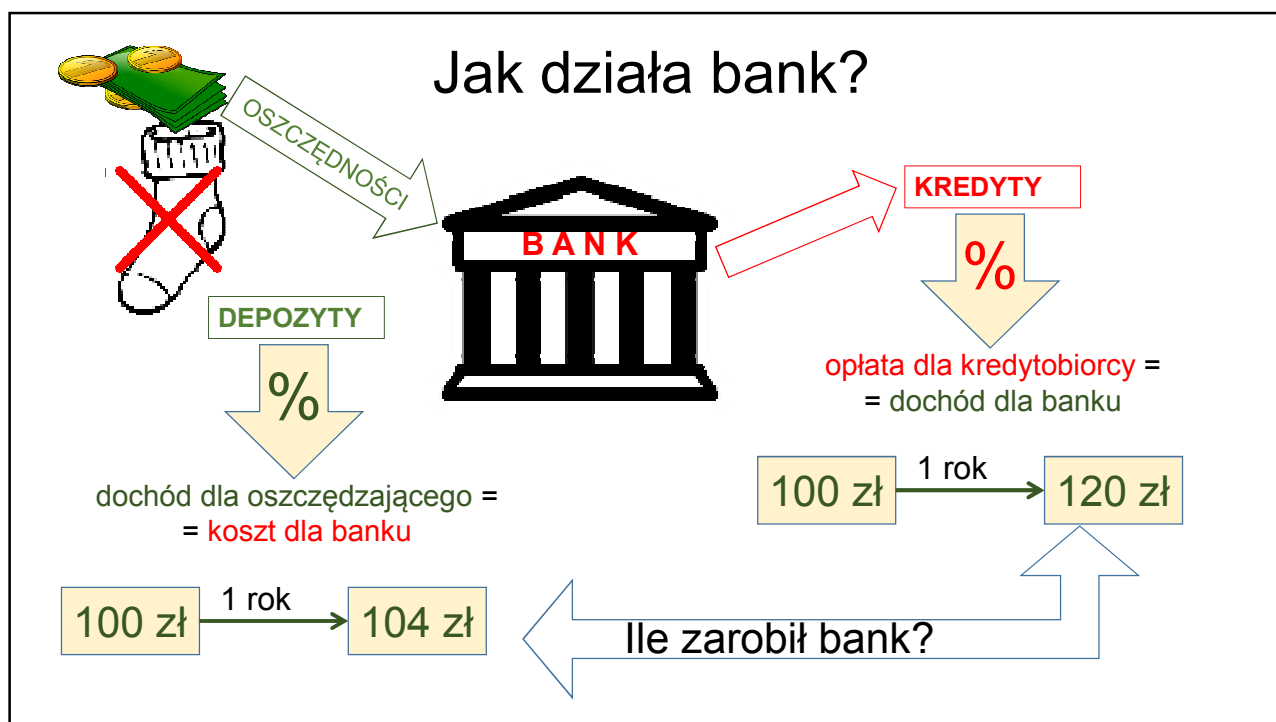 Jak działa bank?
OSZCZĘDNOŚCI
BANK
KREDYTY
%
opłata dla kredytobiorcy =
= dochód dla banku
100 zł
1 rok
120 zł
DEPOZYTY
%
dochód dla oszczędzającego =
= koszt dla banku
100 zł
1 rok
104 zł
Ile zarobił bank?